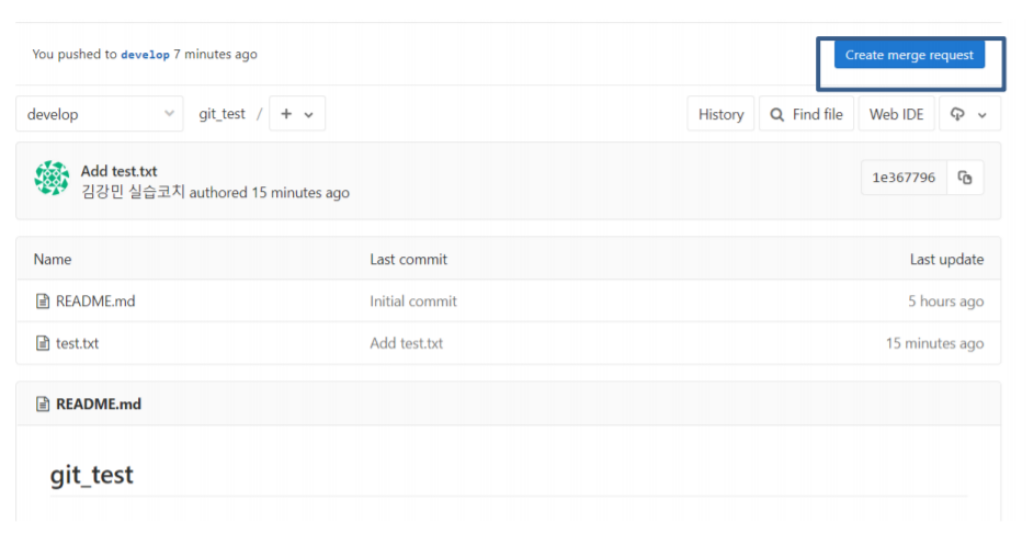 You pushed to develop 7 minutes ago
Create merge request
develop
git_test / +
History
Find file
Web IDE
Add test.txt
김강민 실습코치 authored 15 minutes ago
1e367796
Name Last commit Last update
README.md Initial commit 5 hours ago
test.txt Add test.txt 15 minutes ago
README.md
git_test